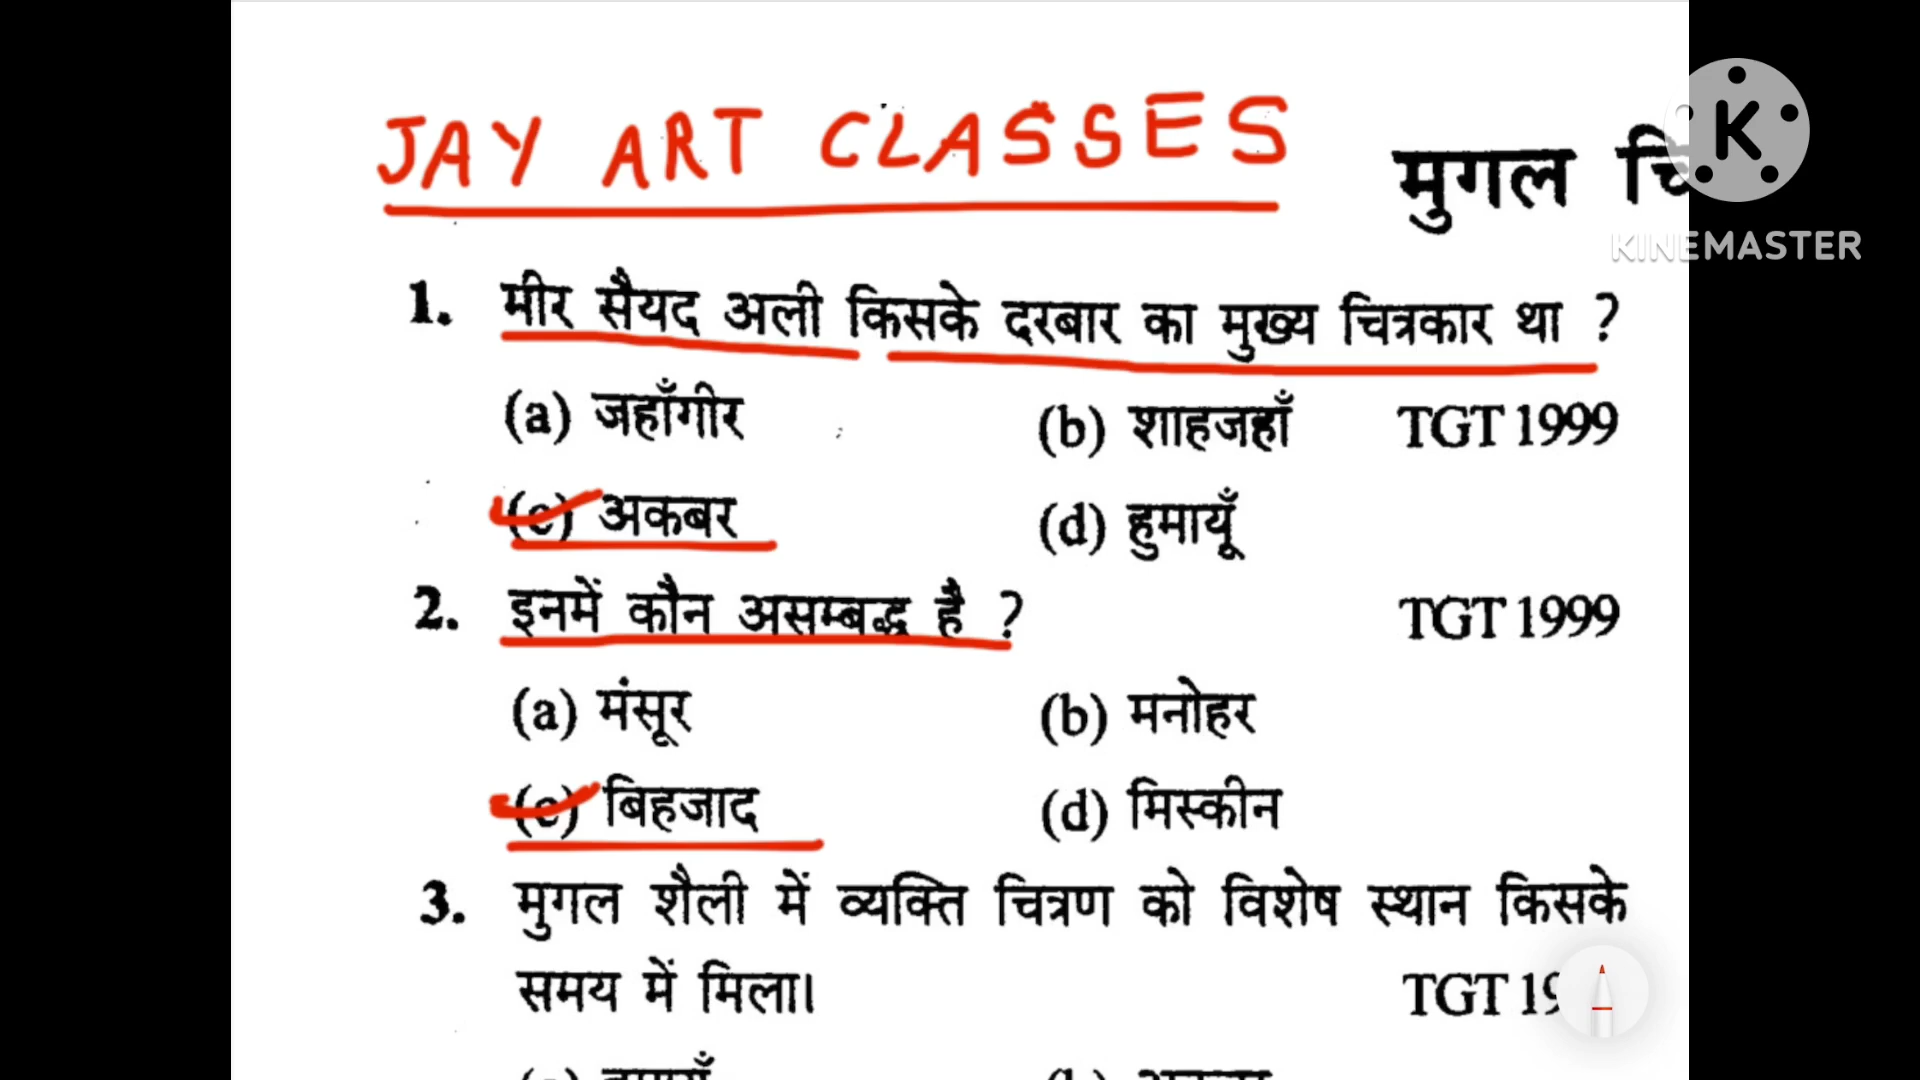 JAY ART CLASSES
मुगल
KINEMASTER
1. मीर सैयद अली किसके दरबार का मुख्य चित्रकार था ?
(a) जहाँगीर (b) शाहजहाँ TGT 1999
(c) अकबर (d) हुमायूँ
2. इनमें कौन असम्बद्ध है ? TGT 1999
(a) मंसूर (b) मनोहर
(c) बिहजाद (d) मिस्कीन
3. मुगल शैली में व्यक्ति चित्रण को विशेष स्थान किसके
समय में मिला। TGT